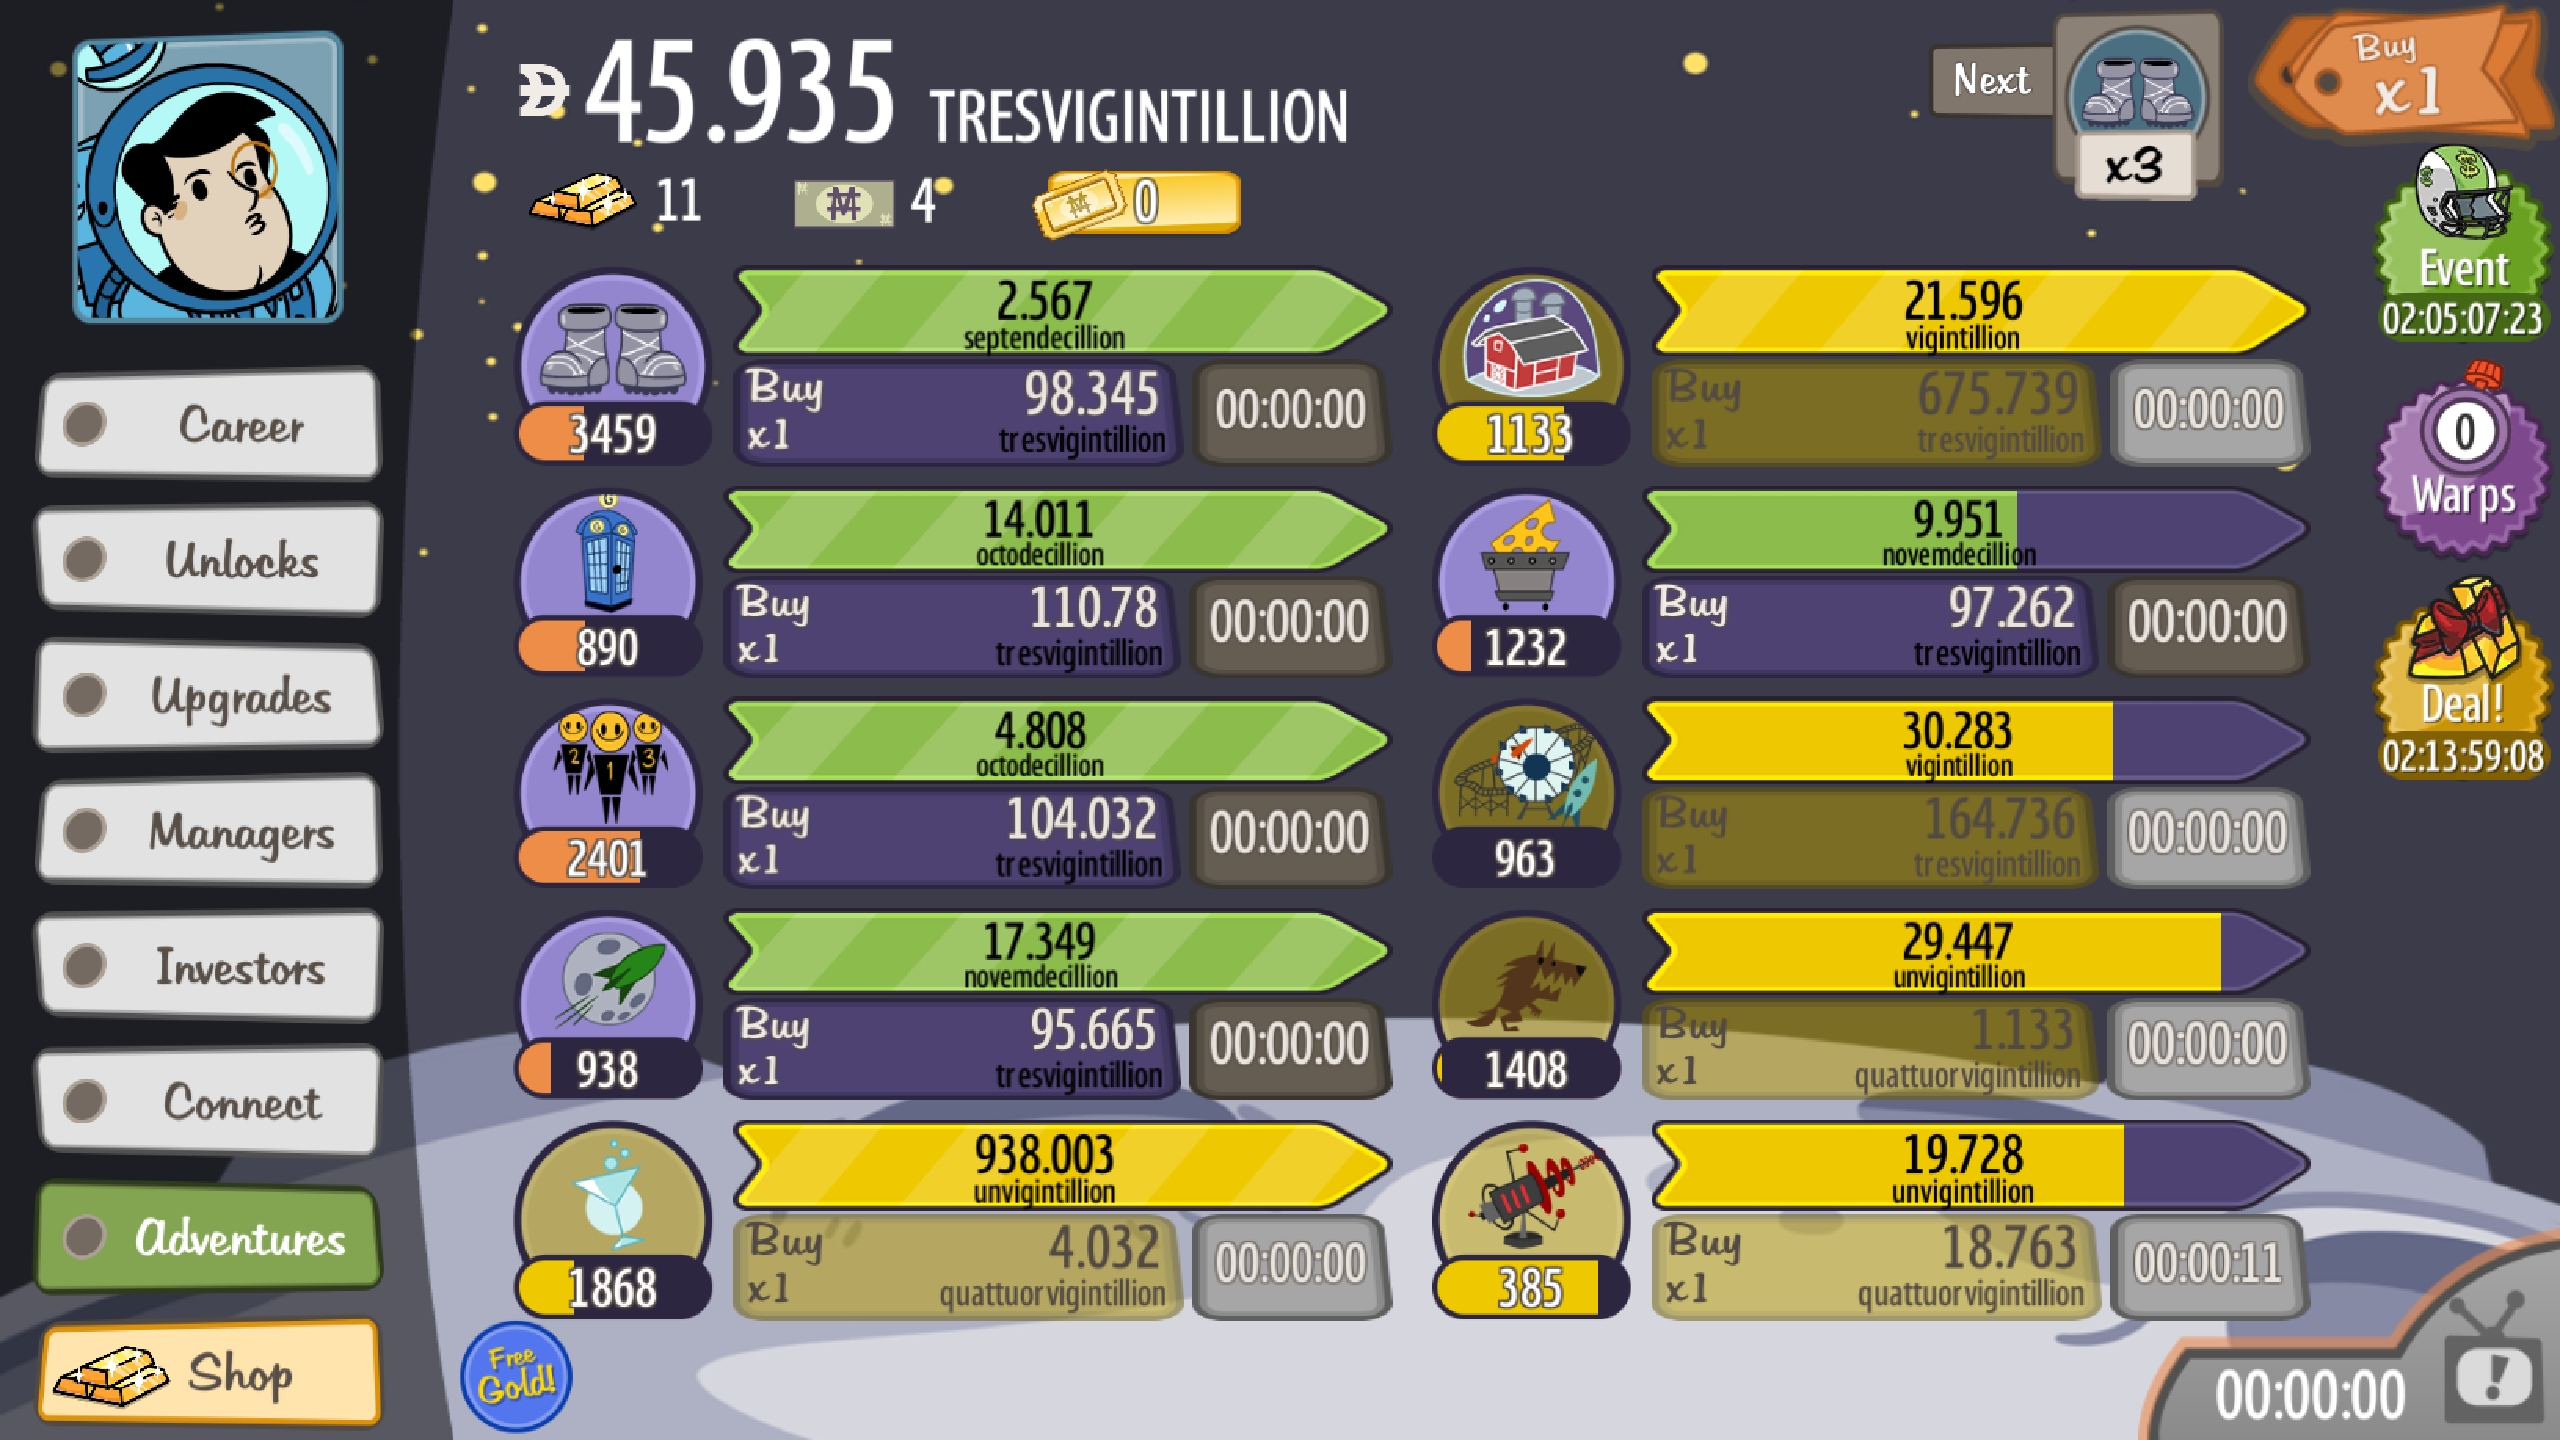 45.935 TRESVIGINTILLION
11
4
0
Next
x3
Buy
x1
Event
02:05:07:23
0
Warps
Deal!
02:13:59:08
Career
Unlocks
Upgrades
Managers
Investors
Connect
Adventures
Shop
2.567
septendecillion
3459
Buy
x1
98.345
tresvigintillion
00:00:00
21.596
vigintillion
1133
Buy
x1
675.739
tresvigintillion
00:00:00
G
14.011
octodecillion
890
Buy
x1
110.78
tresvigintillion
00:00:00
9.951
novemdecillion
1232
Buy
x1
97.262
tresvigintillion
00:00:00
2 1 3
4.808
octodecillion
2401
Buy
x1
104.032
tresvigintillion
00:00:00
30.283
vigintillion
963
Buy
x1
164.736
tresvigintillion
00:00:00
17.349
novemdecillion
938
Buy
x1
95.665
tresvigintillion
00:00:00
29.447
unvigintillion
1408
Buy
x1
1.133
quattuorvigintillion
00:00:00
938.003
unvigintillion
1868
Buy
x1
4.032
quattuorvigintillion
00:00:00
19.728
unvigintillion
385
Buy
x1
18.763
quattuorvigintillion
00:00:11
Free
Gold!
00:00:00
!